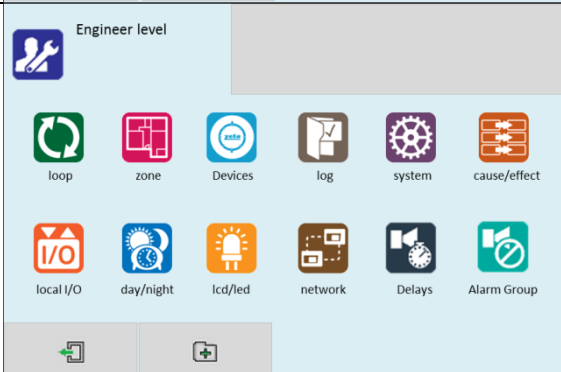 Engineer level
loop
zone
zeta
Devices
log
system
cause/effect
I/O
local I/O
day/night
lcd/led
network
Delays
Alarm Group